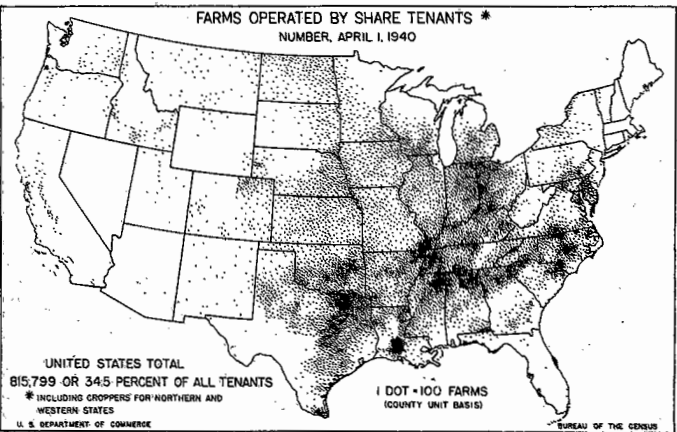 FARMS OPERATED BY SHARE TENANTS *
NUMBER, APRIL 1, 1940
UNITED STATES TOTAL
815,799 OR 34.5 PERCENT OF ALL TENANTS
* INCLUDING CROPPERS FOR NORTHERN AND
WESTERN STATES
1 DOT = 100 FARMS
(COUNTY UNIT BASIS)
U. S. DEPARTMENT OF COMMERCE
BUREAU OF THE CENSUS